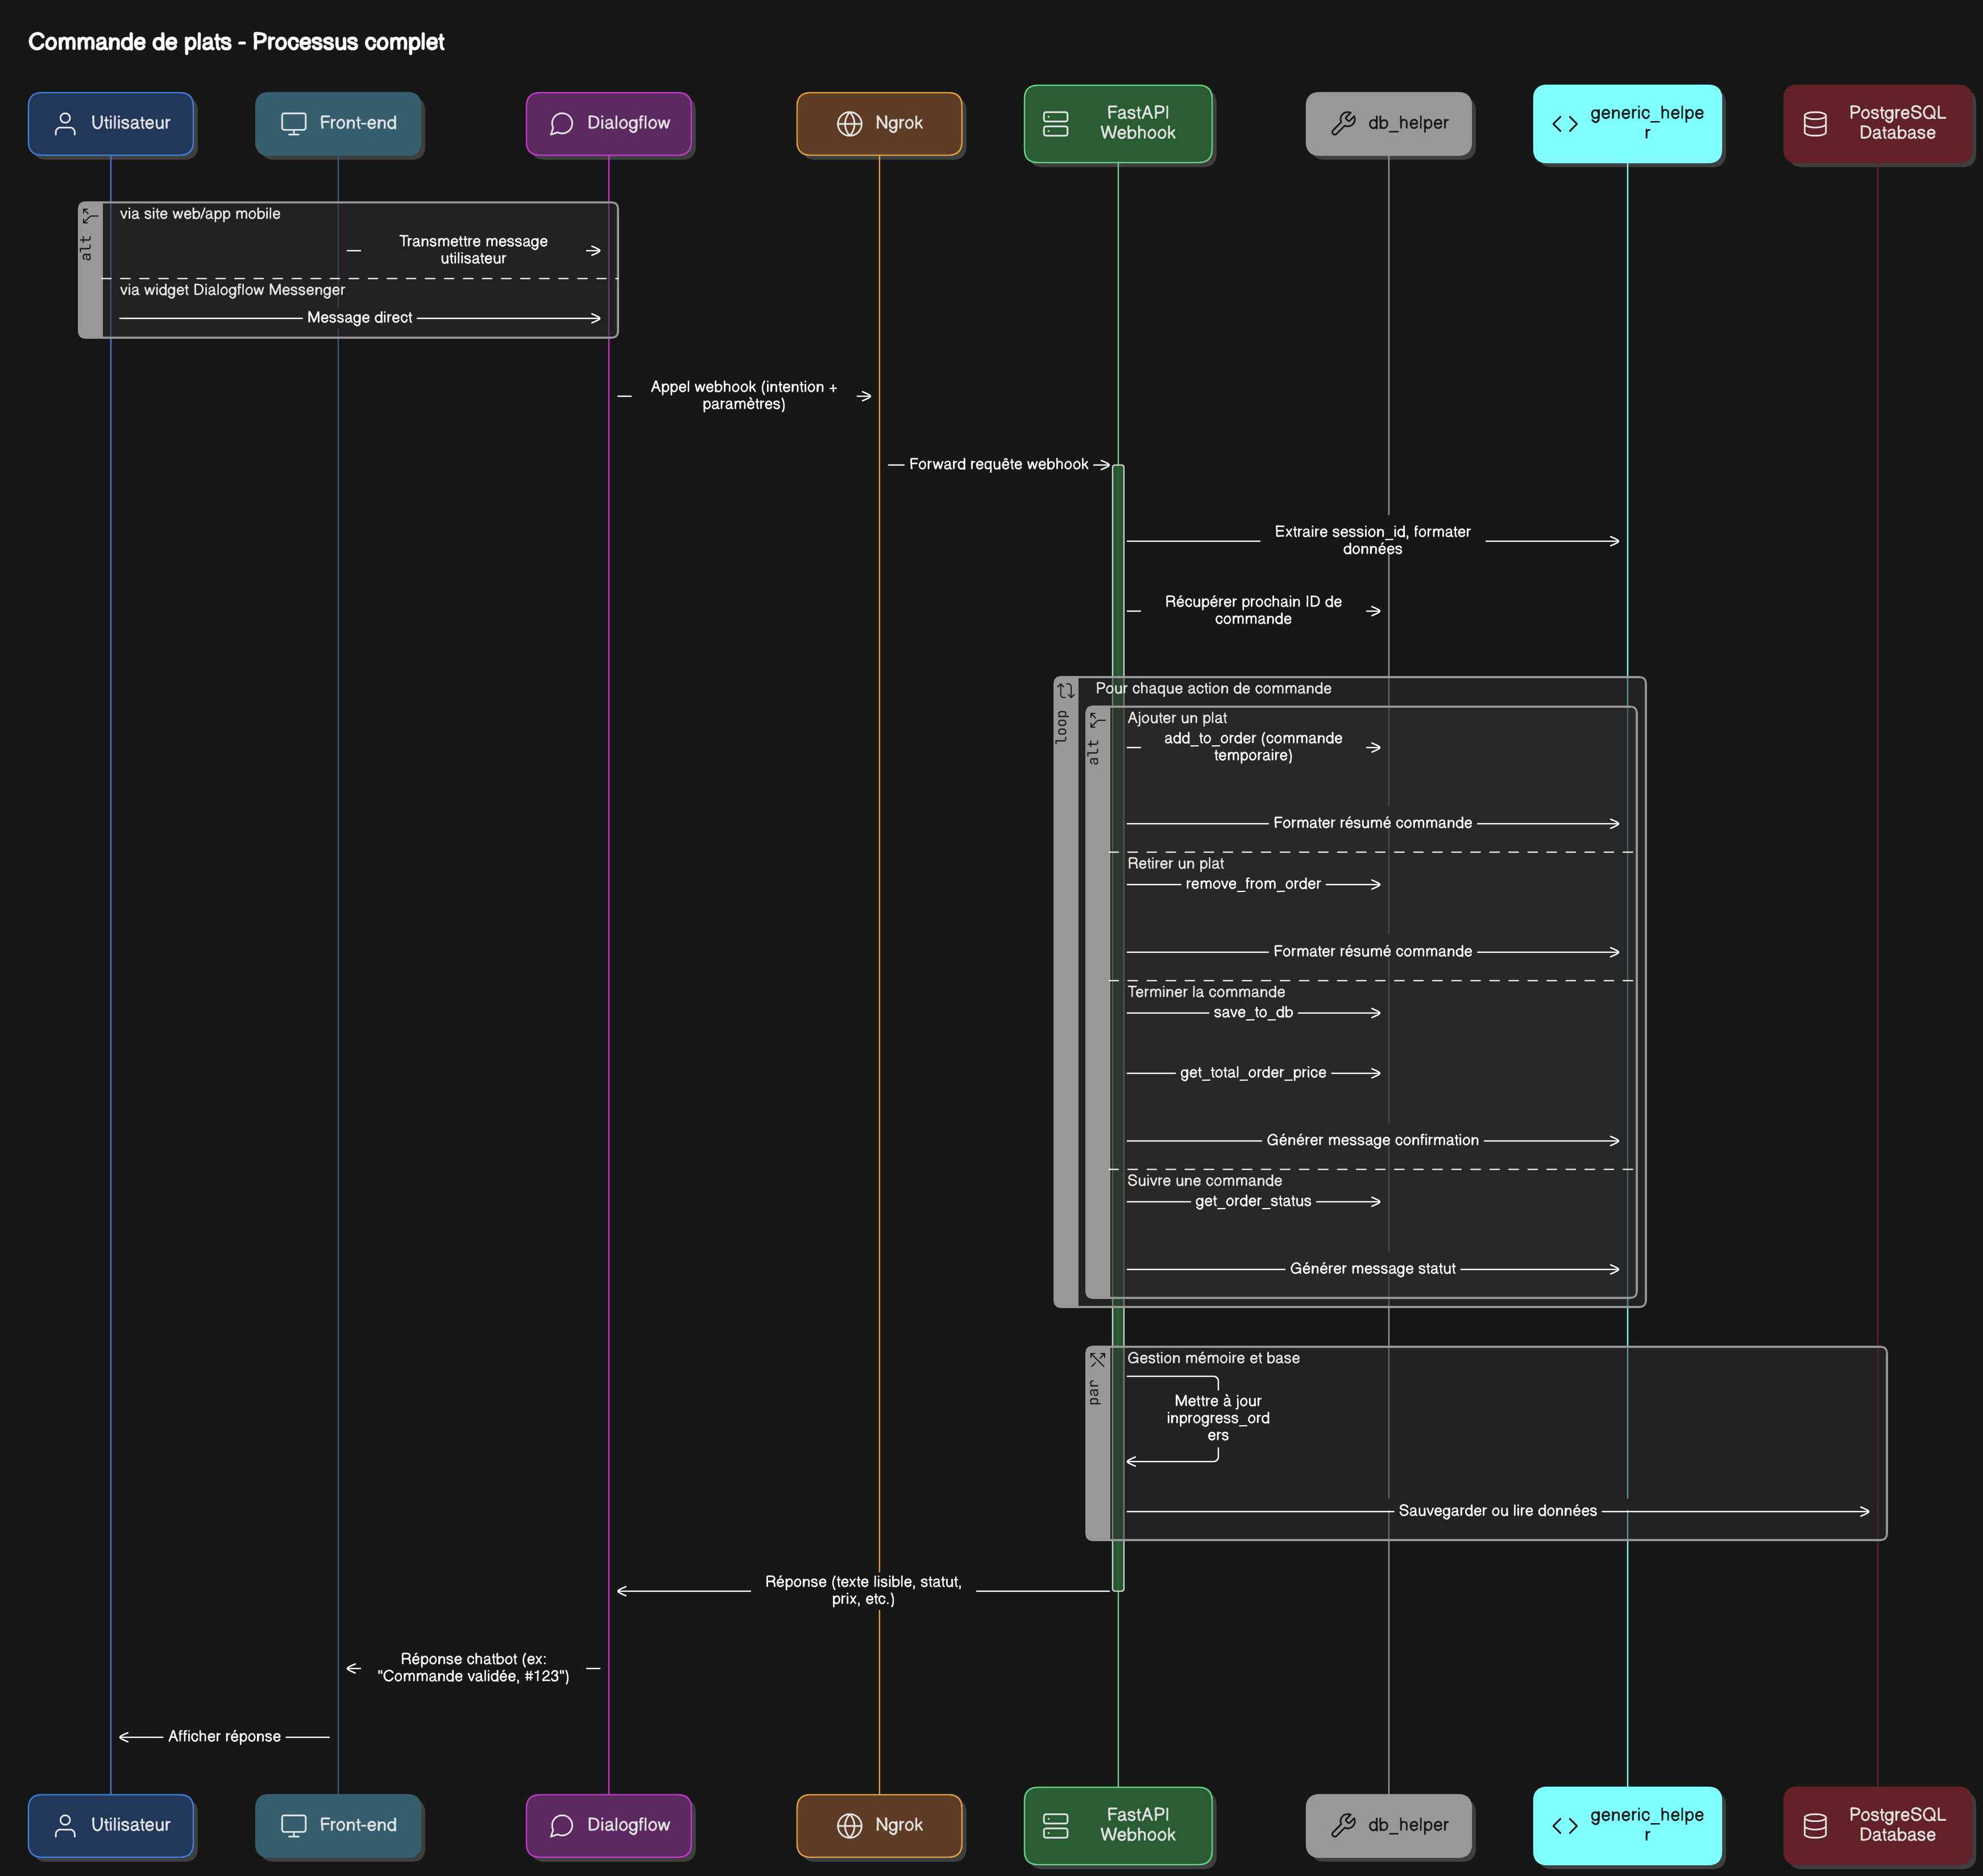 Commande de plats - Processus complet
Utilisateur
Front-end
Dialogflow
Ngrok
FastAPI
Webhook
db_helper
generic_helpe
r
PostgreSQL
Database
alt
via site web/app mobile
Transmettre message
utilisateur
via widget Dialogflow Messenger
Message direct
Appel webhook (intention +
paramètres)
Forward requête webhook
Extraire session_id, formater
données
Récupérer prochain ID de
commande
loop
Pour chaque action de commande
alt
Ajouter un plat
add_to_order (commande
temporaire)
Formater résumé commande
Retirer un plat
remove_from_order
Formater résumé commande
Terminer la commande
save_to_db
get_total_order_price
Générer message confirmation
Suivre une commande
get_order_status
Générer message statut
par
Gestion mémoire et base
Mettre à jour
inprogress_ord
ers
Sauvegarder ou lire données
Réponse (texte lisible, statut,
prix, etc.)
Réponse chatbot (ex:
"Commande validée, #123")
Afficher réponse
Utilisateur
Front-end
Dialogflow
Ngrok
FastAPI
Webhook
db_helper
generic_helpe
r
PostgreSQL
Database